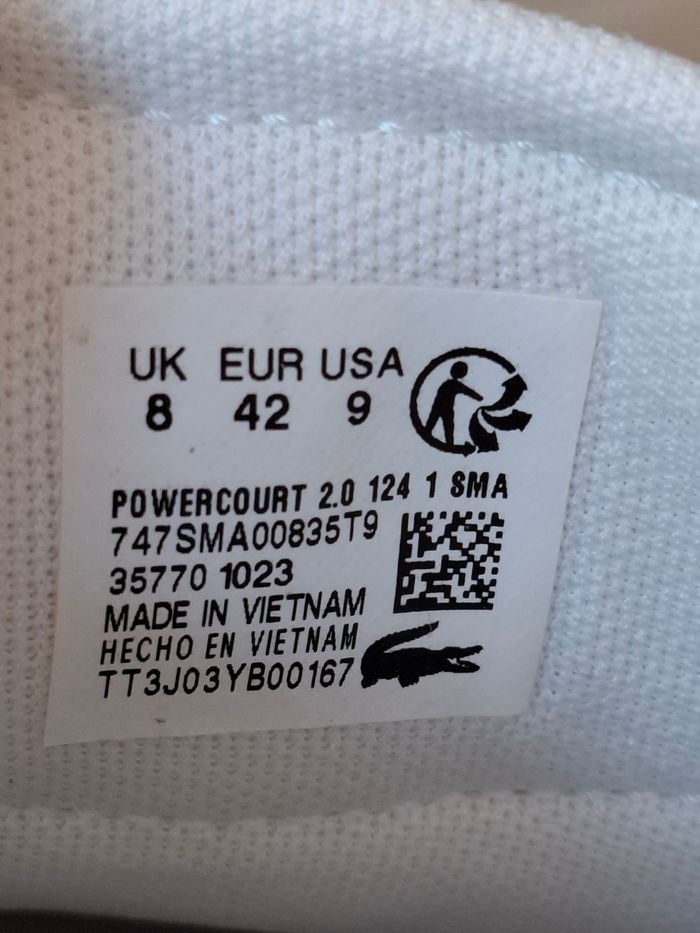 UK EUR USA
8 42 9
POWERCOURT 2.0 124 1 SMA
747SMA00835T9
35770 1023
MADE IN VIETNAM
HECHO EN VIETNAM
TT3J03YB00167